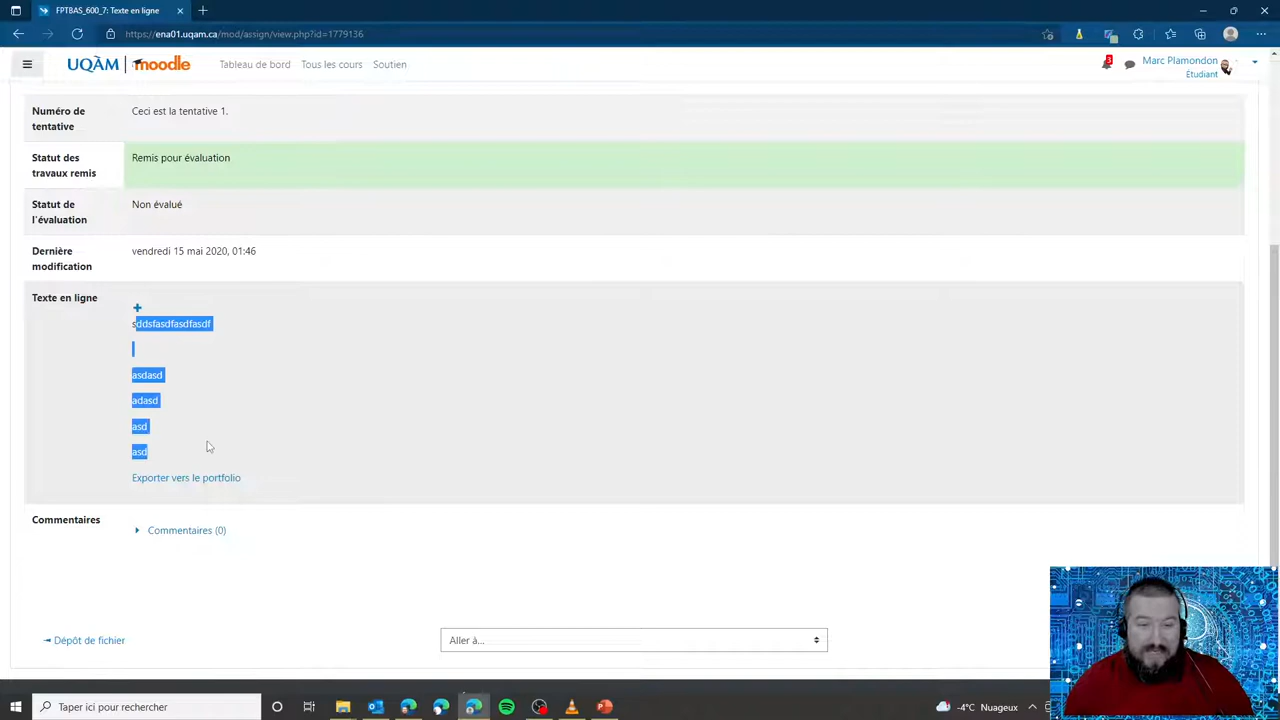 FPTBAS_600_7: Texte en ligne
https://ena01.uqam.ca/mod/assign/view.php?id=1779136
UQÀM | moodle Tableau de bord Tous les cours Soutien 3 Marc Plamondon
Étudiant
Numéro de tentative Ceci est la tentative 1.
Statut des travaux remis Remis pour évaluation
Statut de l'évaluation Non évalué
Dernière modification vendredi 15 mai 2020, 01:46
Texte en ligne
sddsfasdfasdfasdf
asdasd
adasd
asd
asd
Exporter vers le portfolio
Commentaires Commentaires (0)
Dépôt de fichier Aller à...
Taper ici pour rechercher -4°C Nuageux